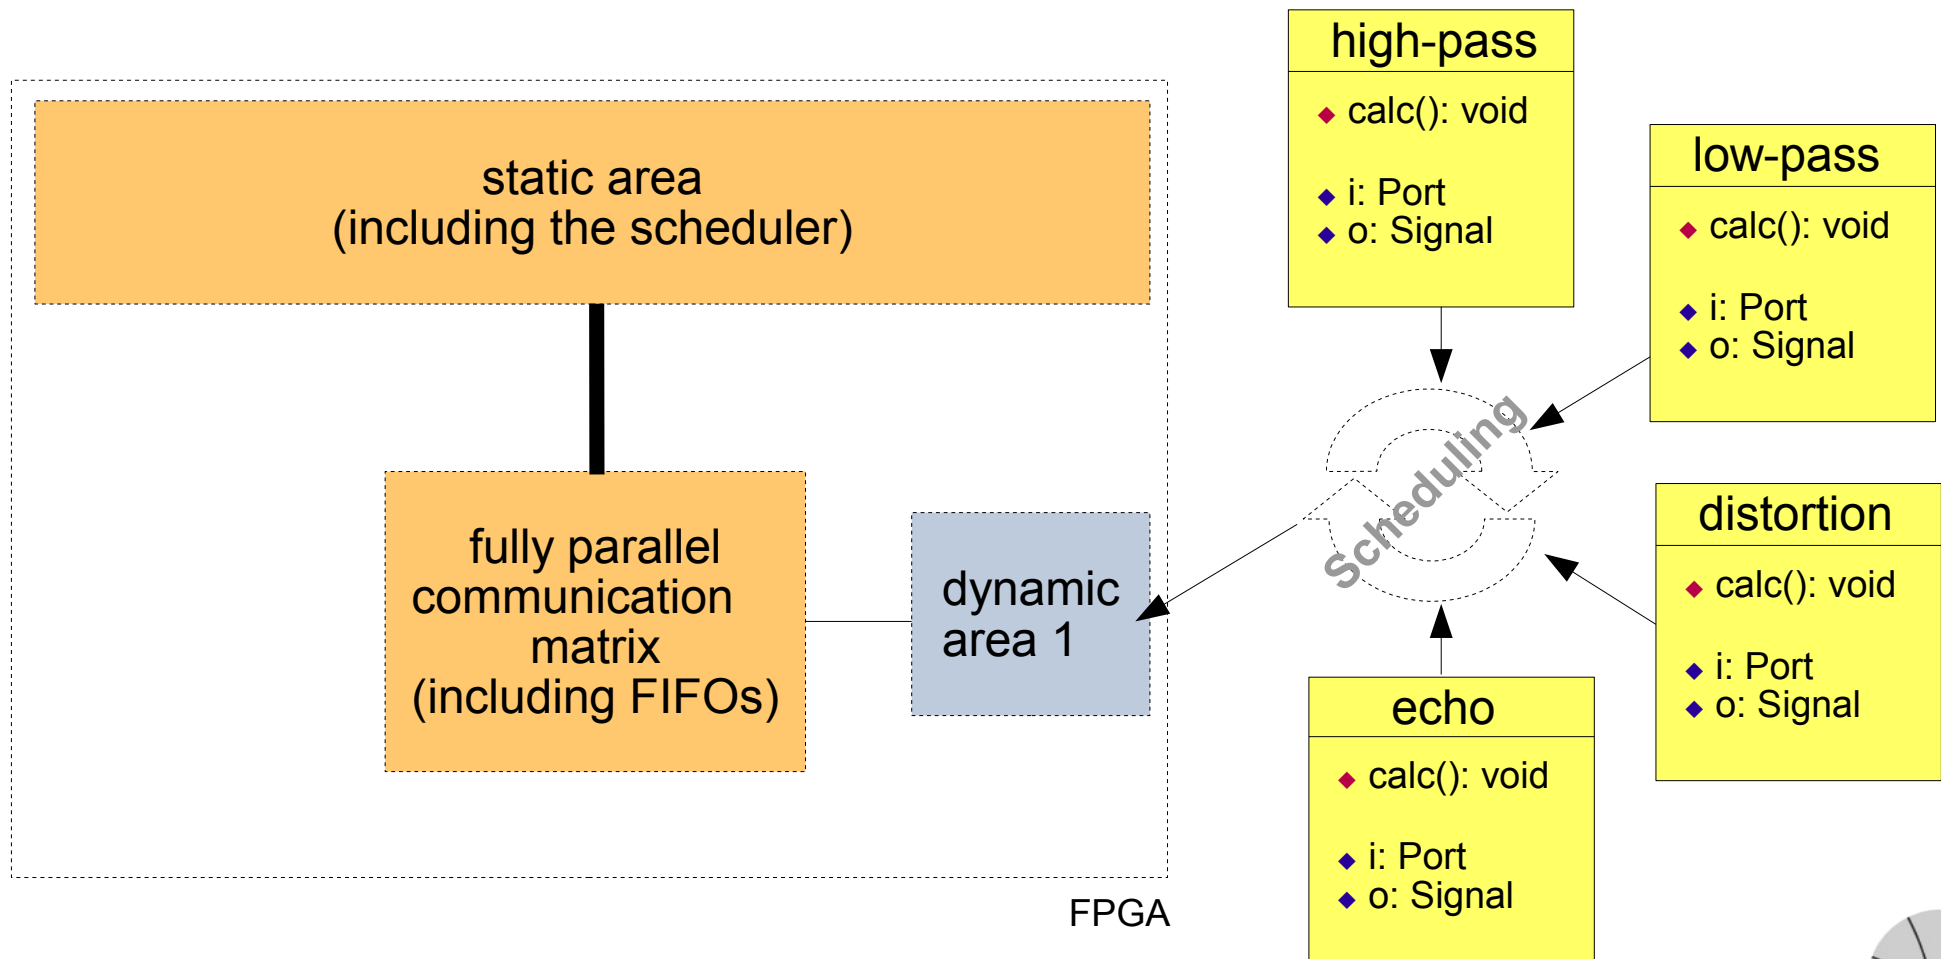 static area
(including the scheduler)
fully parallel
communication
matrix
(including FIFOs)
dynamic
area 1
FPGA
high-pass
calc(): void
i: Port
o: Signal
low-pass
calc(): void
i: Port
o: Signal
Scheduling
distortion
calc(): void
i: Port
o: Signal
echo
calc(): void
i: Port
o: Signal